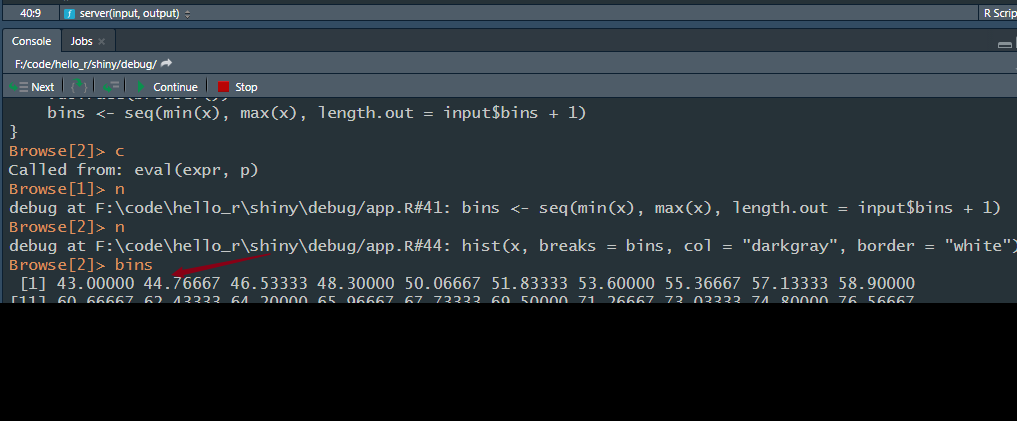 40:9 server(input, output) R Scrip
Console Jobs
F:/code/hello_r/shiny/debug/
Next Continue Stop
bins <- seq(min(x), max(x), length.out = input$bins + 1)
}
Browse[2]> c
Called from: eval(expr, p)
Browse[1]> n
debug at F:\code\hello_r\shiny\debug/app.R#41: bins <- seq(min(x), max(x), length.out = input$bins + 1)
Browse[2]> n
debug at F:\code\hello_r\shiny\debug/app.R#44: hist(x, breaks = bins, col = "darkgray", border = "white")
Browse[2]> bins
[1] 43.00000 44.76667 46.53333 48.30000 50.06667 51.83333 53.60000 55.36667 57.13333 58.90000
[11] 60.66667 62.43333 64.20000 65.96667 67.73333 69.50000 71.26667 73.03333 74.80000 76.56667